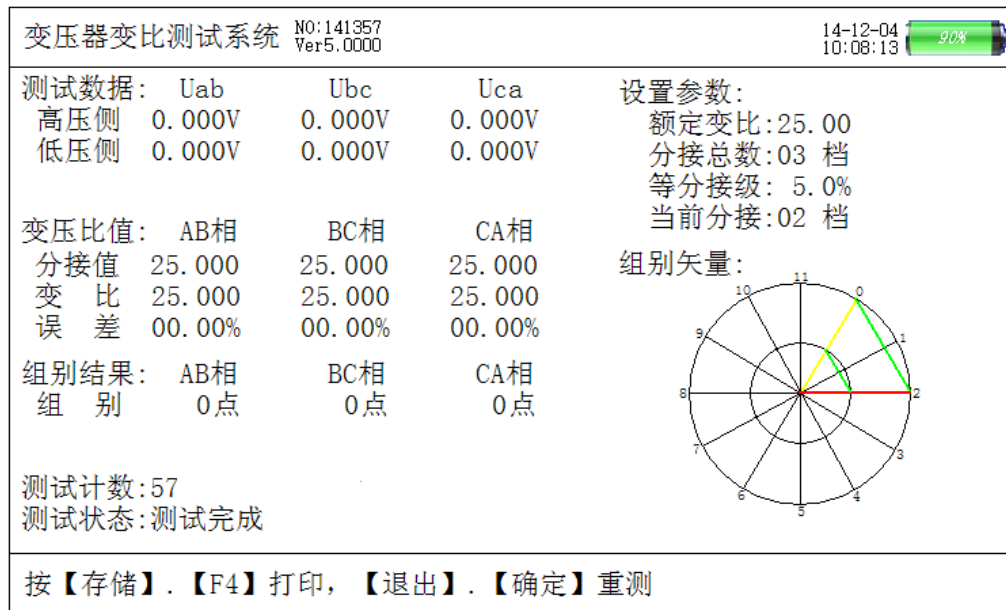 变压器变比测试系统 NO:141357
Ver5.0000
14-12-04
10:08:13
90%
测试数据: Uab Ubc Uca
高压侧 0.000V 0.000V 0.000V
低压侧 0.000V 0.000V 0.000V
变压比值: AB相 BC相 CA相
分接值 25.000 25.000 25.000
变 比 25.000 25.000 25.000
误 差 00.00% 00.00% 00.00%
组别结果: AB相 BC相 CA相
组 别 0点 0点 0点
测试计数:57
测试状态:测试完成
设置参数:
额定变比:25.00
分接总数:03 档
等分接级: 5.0%
当前分接:02 档
组别矢量:
11
0
1
2
3
4
5
6
7
8
9
10
按【存储】.【F4】打印, 【退出】.【确定】重测